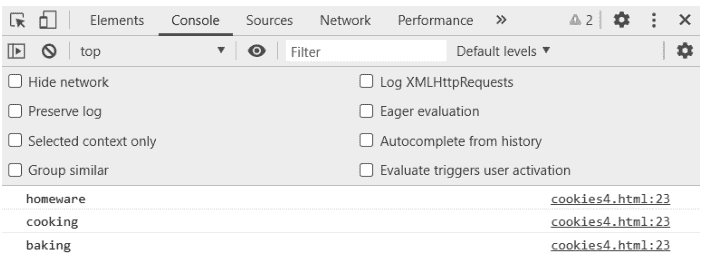 Elements Console Sources Network Performance » 2
top ▼ Filter Default levels ▼
Hide network Log XMLHttpRequests
Preserve log Eager evaluation
Selected context only Autocomplete from history
Group similar Evaluate triggers user activation
homeware cookies4.html:23
cooking cookies4.html:23
baking cookies4.html:23